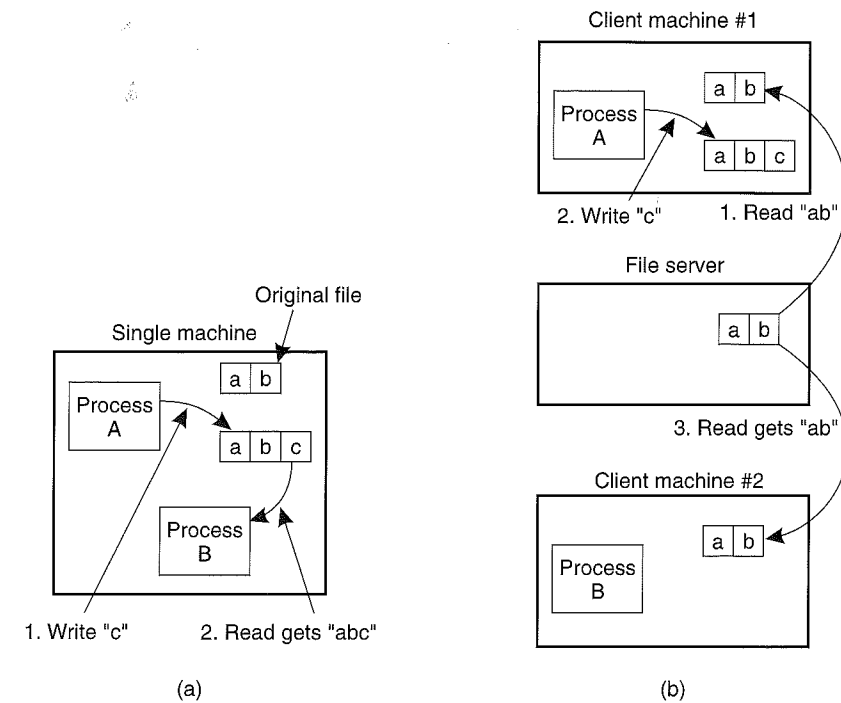 Original file
Single machine
a b
Process
A
a b c
Process
B
1. Write "c"
2. Read gets "abc"
(a)
Client machine #1
a b
Process
A
a b c
2. Write "c"
1. Read "ab"
File server
a b
3. Read gets "ab"
Client machine #2
a b
Process
B
(b)